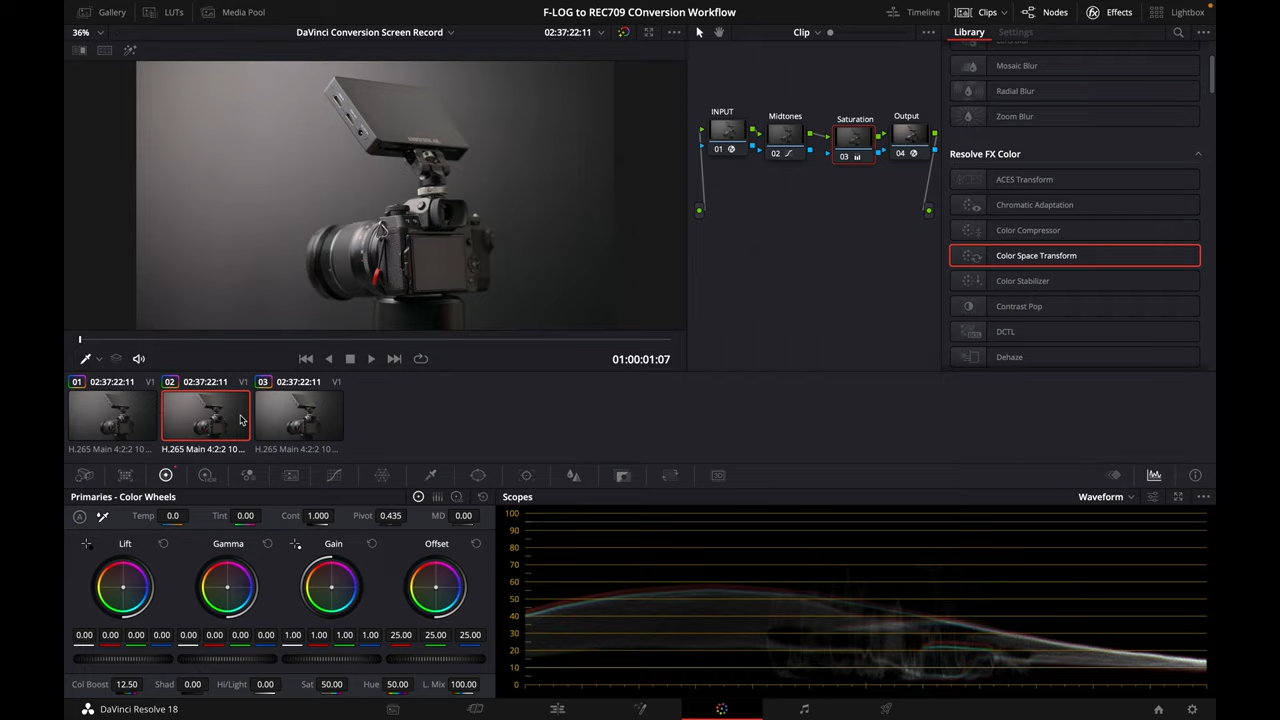 Gallery LUTs Media Pool F-LOG to REC709 COnversion Workflow Timeline Clips Nodes Effects Lightbox
36% DaVinci Conversion Screen Record 02:37:22:11 Clip Library Settings
Mosaic Blur
Radial Blur
Zoom Blur
INPUT Midtones Saturation Output
01 02 03 04
Resolve FX Color
ACES Transform
Chromatic Adaptation
Color Compressor
Color Space Transform
Color Stabilizer
Contrast Pop
DCTL
Dehaze
01:00:01:07
01 02:37:22:11 V1 02 02:37:22:11 V1 03 02:37:22:11 V1
H.265 Main 4:2:2 10... H.265 Main 4:2:2 10... H.265 Main 4:2:2 10...
Primaries - Color Wheels Scopes Waveform
Temp 0.0 Tint 0.00 Cont 1.000 Pivot 0.435 MD 0.00
Lift Gamma Gain Offset
0.00 0.00 0.00 0.00 0.00 0.00 0.00 0.00 1.00 1.00 1.00 1.00 25.00 25.00 25.00
Col Boost 12.50 Shad 0.00 Hi/Light 0.00 Sat 50.00 Hue 50.00 L. Mix 100.00
100
90
80
70
60
50
40
30
20
10
0
DaVinci Resolve 18